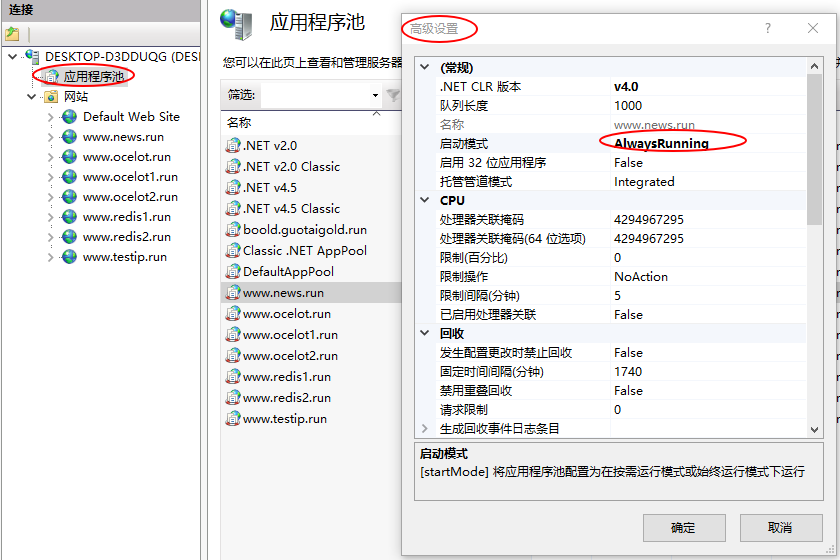 连接
DESKTOP-D3DDUQG (DES
应用程序池
网站
Default Web Site
www.news.run
www.ocelot.run
www.ocelot1.run
www.ocelot2.run
www.redis1.run
www.redis2.run
www.testip.run
应用程序池
您可以在此页上查看和管理服务器
筛选:
名称
.NET v2.0
.NET v2.0 Classic
.NET v4.5
.NET v4.5 Classic
boold.guotaigold.run
Classic .NET AppPool
DefaultAppPool
www.news.run
www.ocelot.run
www.ocelot1.run
www.ocelot2.run
www.redis1.run
www.redis2.run
www.testip.run
高级设置
(常规)
.NET CLR 版本 v4.0
队列长度 1000
名称 www.news.run
启动模式 AlwaysRunning
启用 32 位应用程序 False
托管管道模式 Integrated
CPU
处理器关联掩码 4294967295
处理器关联掩码(64 位选项) 4294967295
限制(百分比) 0
限制操作 NoAction
限制间隔(分钟) 5
已启用处理器关联 False
回收
发生配置更改时禁止回收 False
固定时间间隔(分钟) 1740
禁用重叠回收 False
请求限制 0
生成回收事件日志条目
启动模式
[startMode] 将应用程序池配置为在按需运行模式或始终运行模式下运行
确定
取消